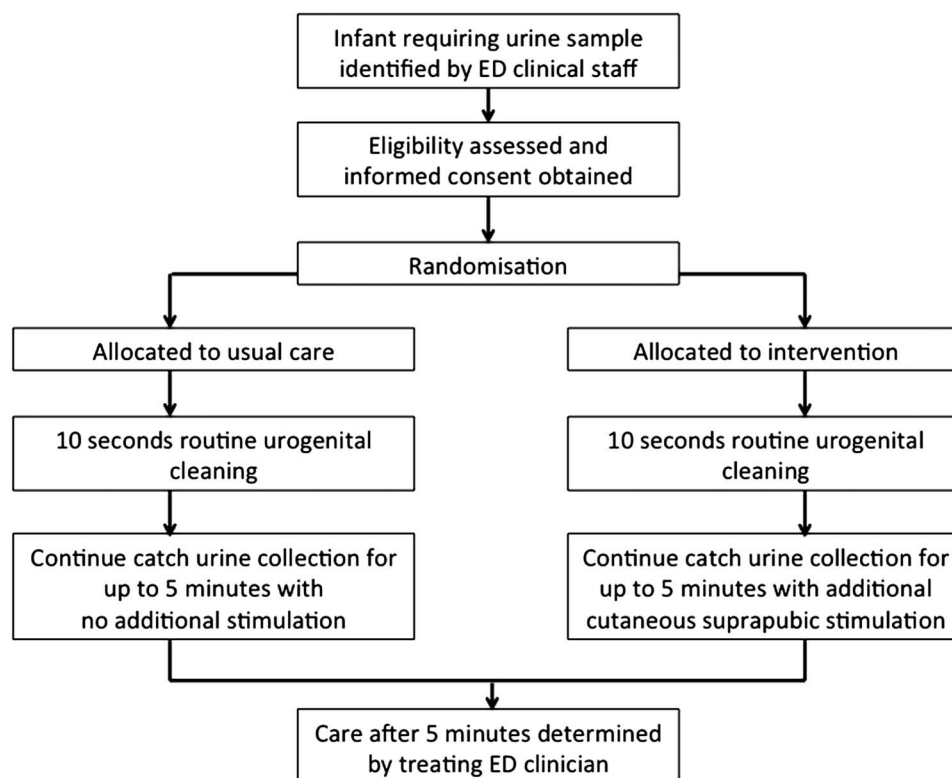 Infant requiring urine sample
identified by ED clinical staff
Eligibility assessed and
informed consent obtained
Randomisation
Allocated to usual care
Allocated to intervention
10 seconds routine urogenital
cleaning
10 seconds routine urogenital
cleaning
Continue catch urine collection for
up to 5 minutes with
no additional stimulation
Continue catch urine collection for
up to 5 minutes with additional
cutaneous suprapubic stimulation
Care after 5 minutes determined
by treating ED clinician